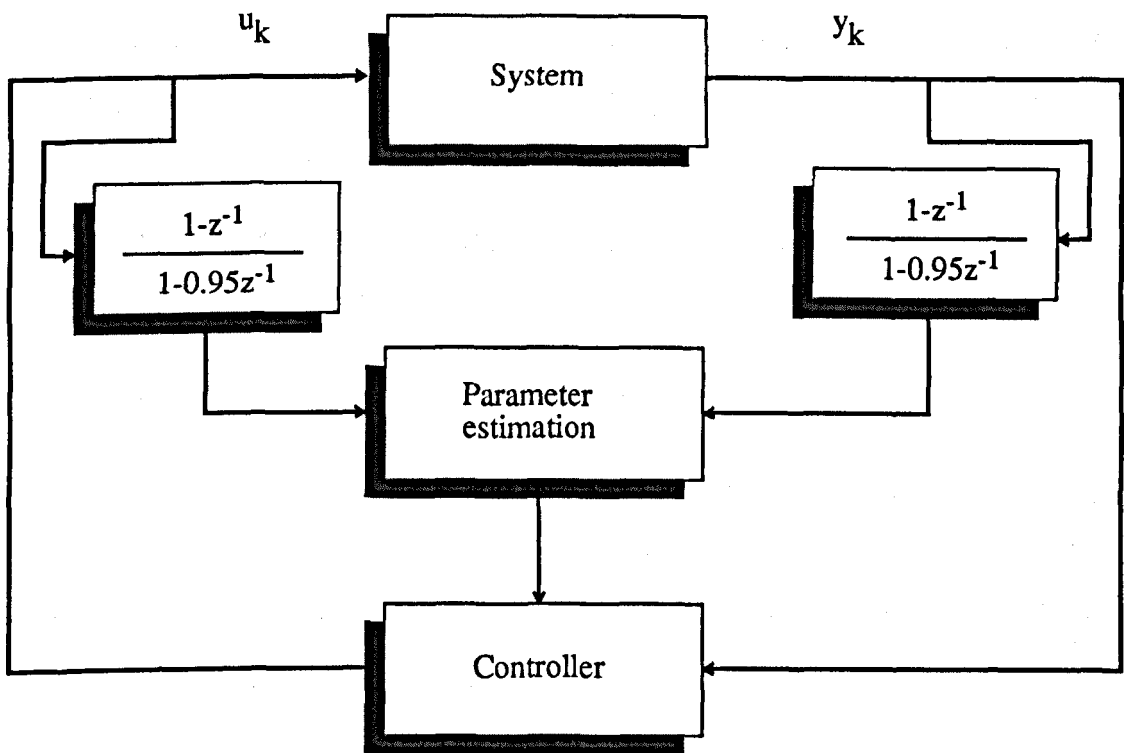 u_k
y_k
System
1-z^-1
1-0.95z^-1
1-z^-1
1-0.95z^-1
Parameter
estimation
Controller